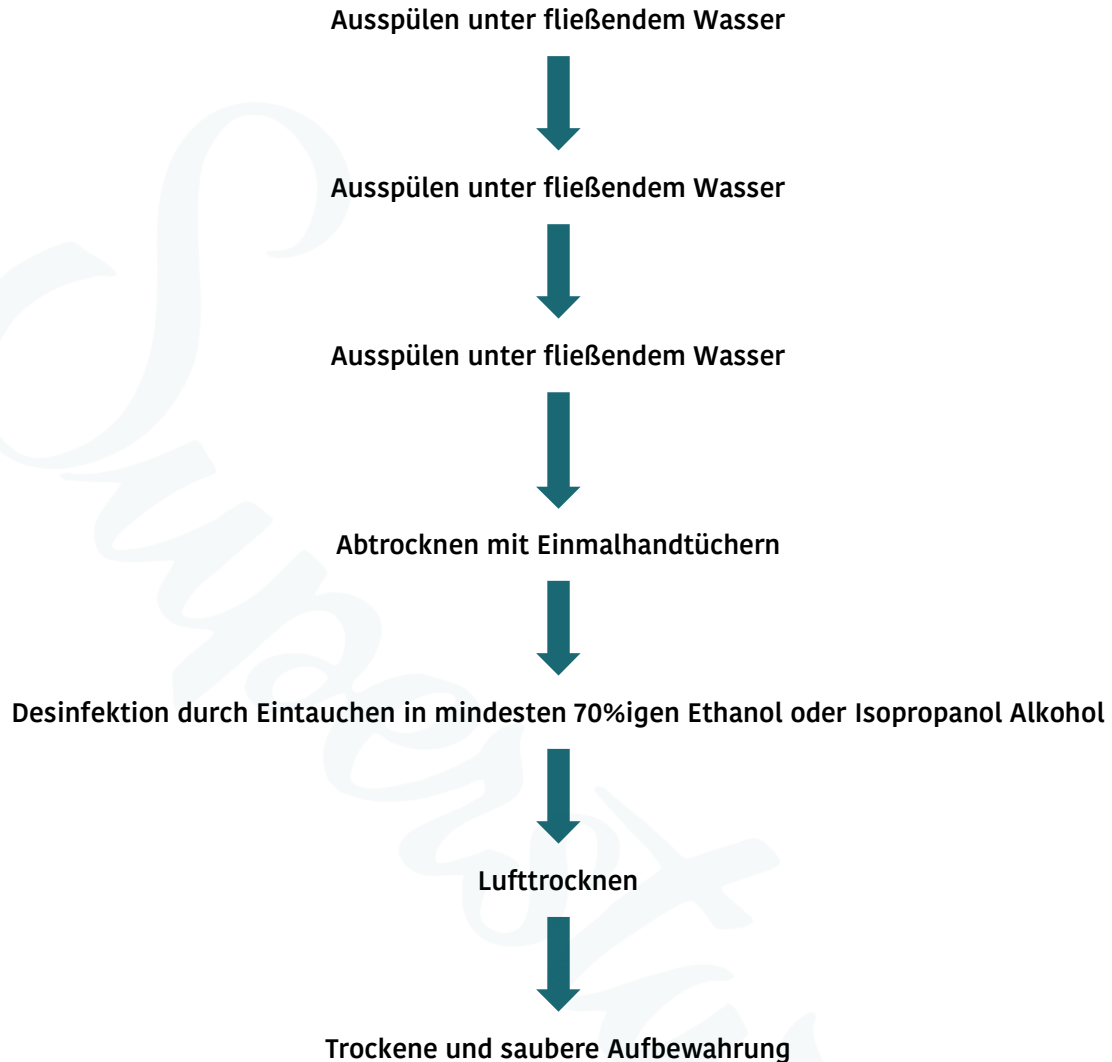 Ausspülen unter fließendem Wasser
Ausspülen unter fließendem Wasser
Ausspülen unter fließendem Wasser
Abtrocknen mit Einmalhandtüchern
Desinfektion durch Eintauchen in mindesten 70%igen Ethanol oder Isopropanol Alkohol
Lufttrocknen
Trockene und saubere Aufbewahrung